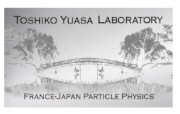 TOSHIKO YUASA LABORATORY
FRANCE-JAPAN PARTICLE PHYSICS